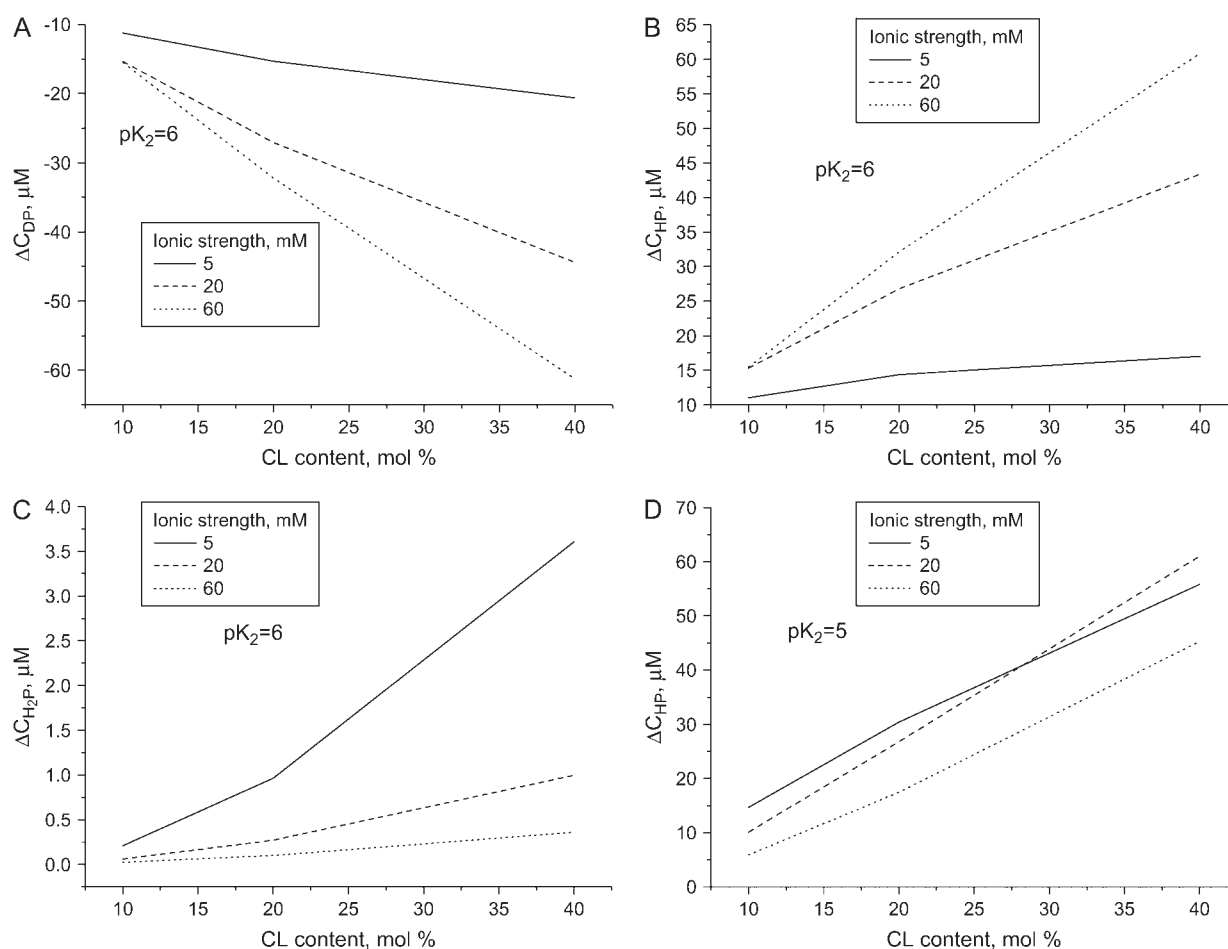 A
-10
-20
-30
-40
-50
-60
ΔC_DP, μM
pK₂=6
Ionic strength, mM
5
20
60
10 15 20 25 30 35 40
CL content, mol %
B
65
60
55
50
45
40
35
30
25
20
15
10
ΔC_HP, μM
Ionic strength, mM
5
20
60
pK₂=6
10 15 20 25 30 35 40
CL content, mol %
C
4.0
3.5
3.0
2.5
2.0
1.5
1.0
0.5
0.0
ΔC_H₂P, μM
Ionic strength, mM
5
20
60
pK₂=6
10 15 20 25 30 35 40
CL content, mol %
D
70
60
50
40
30
20
10
0
ΔC_HP, μM
Ionic strength, mM
5
20
60
pK₂=5
10 15 20 25 30 35 40
CL content, mol %